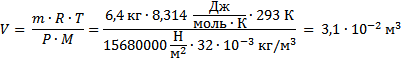 V = m · R · T / P · M = 6,4 кг · 8,314 Дж / моль · К · 293 К / 15680000 Н / м² · 32 · 10⁻³ кг/м³ = 3,1 · 10⁻² м³